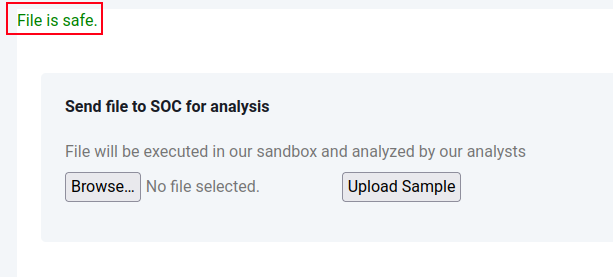 File is safe.
Send file to SOC for analysis
File will be executed in our sandbox and analyzed by our analysts
Browse... No file selected. Upload Sample